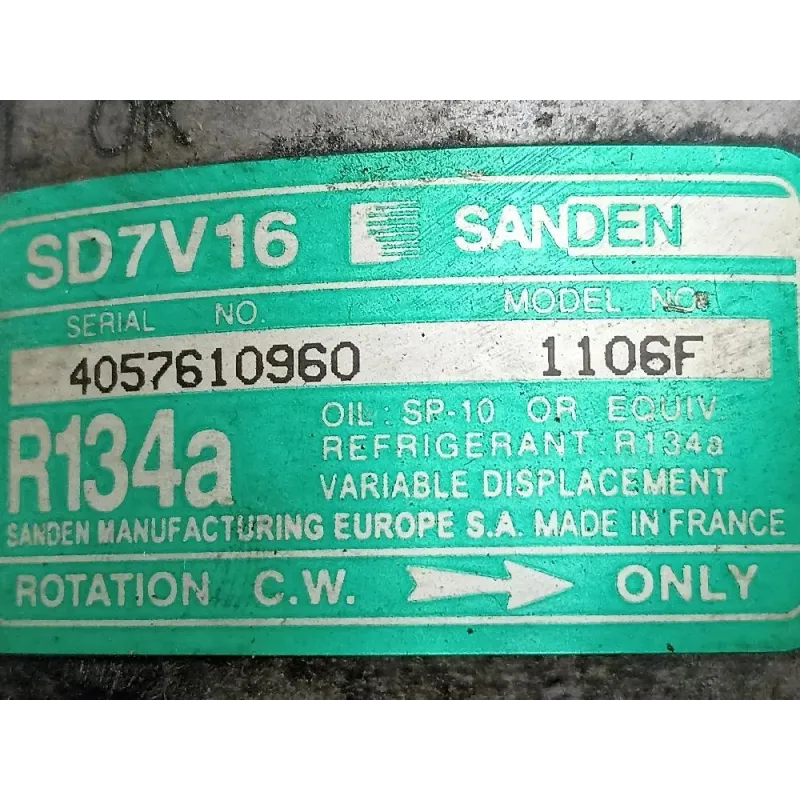 OK
SD7V16 SANDEN
SERIAL NO. MODEL NO.
4057610960 1106F
R134a
OIL : SP-10 OR EQUIV
REFRIGERANT : R134a
VARIABLE DISPLACEMENT
SANDEN MANUFACTURING EUROPE S.A. MADE IN FRANCE
ROTATION C.W. ONLY